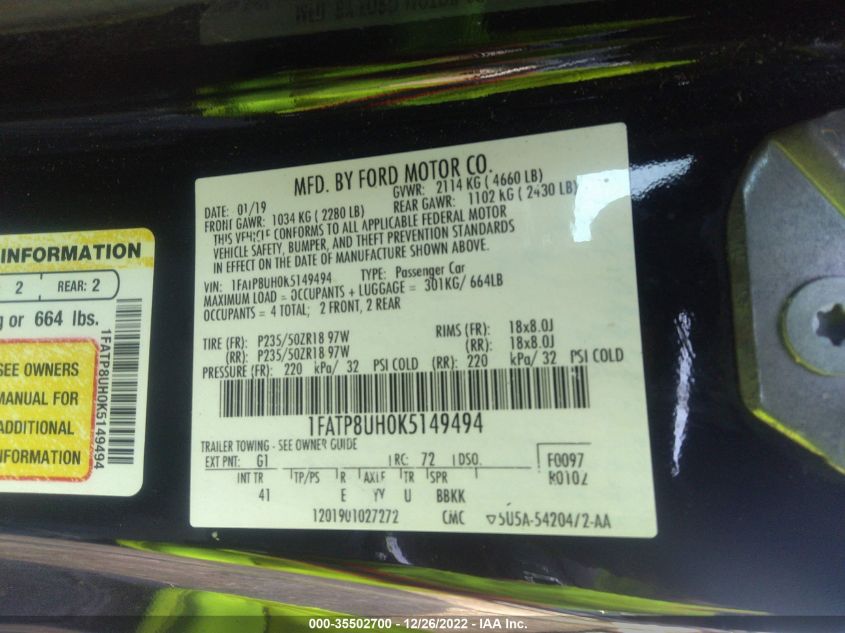 MFD. BY FORD MOTOR CO.
DATE: 01/19
GVWR: 2114 KG ( 4660 LB)
FRONT GAWR: 1034 KG ( 2280 LB)
REAR GAWR: 1102 KG ( 2430 LB)
THIS VEHICLE CONFORMS TO ALL APPLICABLE FEDERAL MOTOR
VEHICLE SAFETY, BUMPER, AND THEFT PREVENTION STANDARDS
IN EFFECT ON THE DATE OF MANUFACTURE SHOWN ABOVE.
VIN: 1FATP8UH0K5149494 TYPE: Passenger Car
MAXIMUM LOAD = OCCUPANTS + LUGGAGE = 301KG/ 664LB
OCCUPANTS = 4 TOTAL; 2 FRONT, 2 REAR
TIRE (FR): P235/50ZR18 97W RIMS (FR): 18x8.0J
(RR): P235/50ZR18 97W (RR): 18x8.0J
PRESSURE (FR): 220 kPa/ 32 PSI COLD (RR): 220 kPa/ 32 PSI COLD
1FATP8UH0K5149494
TRAILER TOWING - SEE OWNER GUIDE
EXT PNT: G1 RC: 72 DSO: F0097
INT TR TP/PS R AXLE TR SPR R0102
41 E YV U BBKK
1201901027272 CMC ▽5U5A-54204/2-AA
INFORMATION
2 REAR: 2
g or 664 lbs.
SEE OWNERS
MANUAL FOR
ADDITIONAL
INFORMATION
1FATP8UH0K5149494
000-35502700 - 12/26/2022 - IAA Inc.